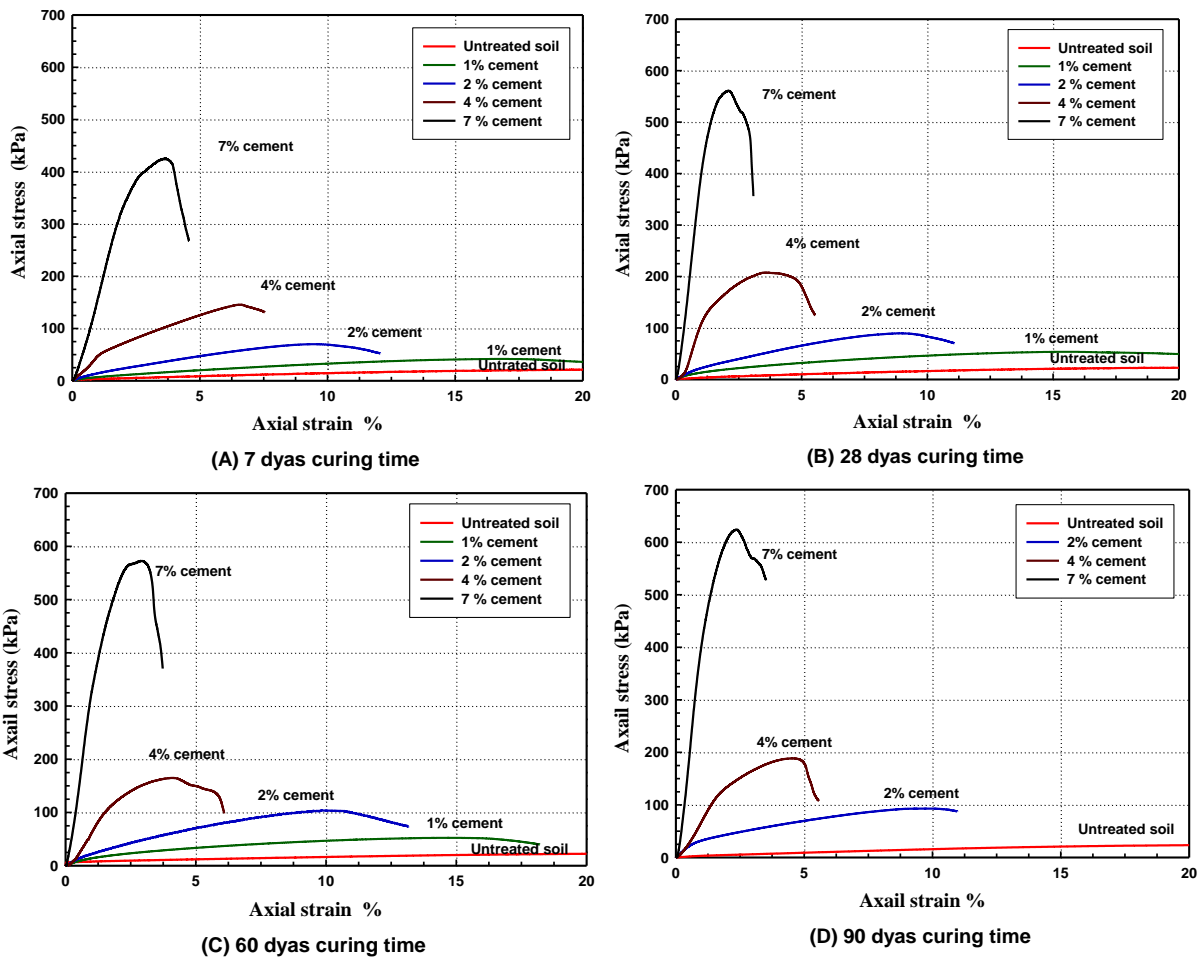 700
600
500
400
300
200
100
0
0
5
10
15
20
Axial stress (kPa)
Axial strain %
Untreated soil
1% cement
2 % cement
4 % cement
7 % cement
7% cement
4% cement
2% cement
1% cement
Untrated soil
(A) 7 dyas curing time
700
600
500
400
300
200
100
0
0
5
10
15
20
Axial stress (kPa)
Axial strain %
Untreated soil
1% cement
2 % cement
4 % cement
7 % cement
7% cement
4% cement
2% cement
1% cement
Untreated soil
(B) 28 dyas curing time
700
600
500
400
300
200
100
0
0
5
10
15
20
Axail stress (kPa)
Axial strain %
Untreated soil
1% cement
2 % cement
4 % cement
7 % cement
7% cement
4% cement
2% cement
1% cement
Untreated soil
(C) 60 dyas curing time
700
600
500
400
300
200
100
0
0
5
10
15
20
Axail stress (kPa)
Axail strain %
Untreated soil
2% cement
4 % cement
7 % cement
7% cement
4% cement
2% cement
Untreated soil
(D) 90 dyas curing time